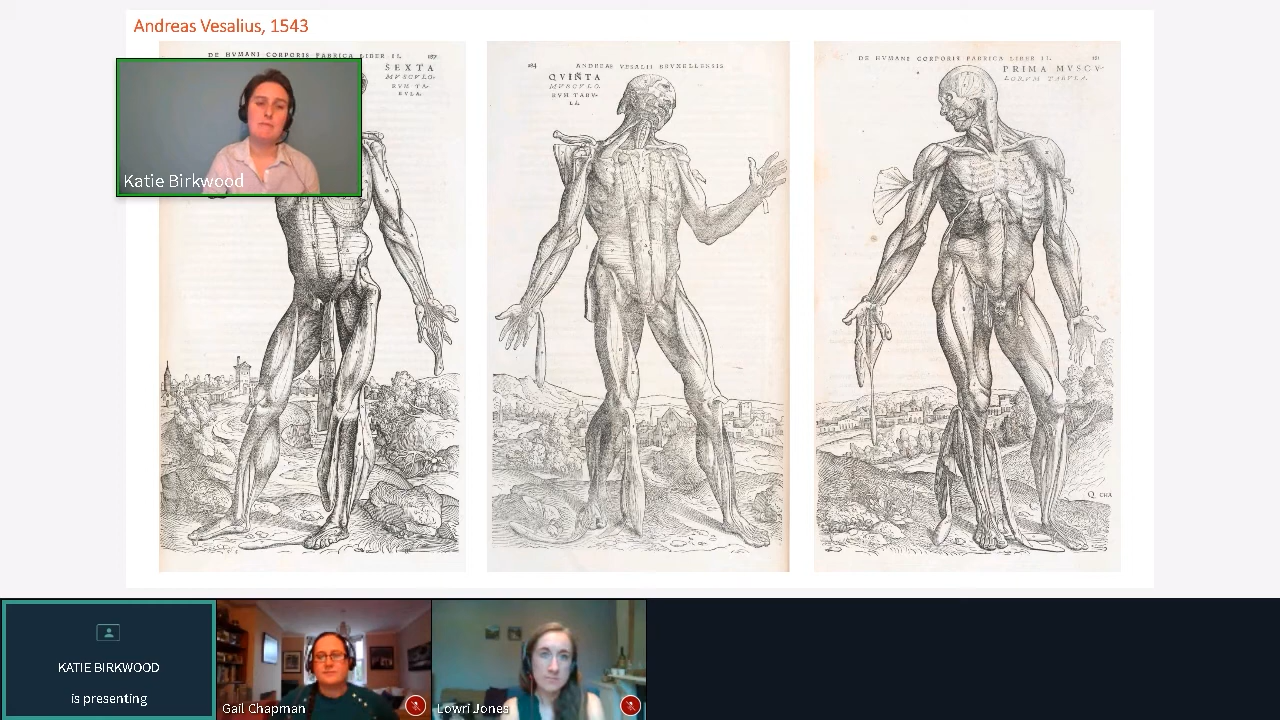 Andreas Vesalius, 1543
DE HVMANI CORPORIS FABRICA LIBER II.
SEXTA
MVSCVLO-
RVM TA-
BVLA.
Katie Birkwood
184 ANDREAE VESALII BRVXELLENSIS
QVINTA
MVSCVLO-
RVM TABV-
LA.
DE HVMANI CORPORIS FABRICA LIBER II.
PRIMA MVSCV-
LORVM TABVLA.
KATIE BIRKWOOD
is presenting
Gail Chapman
Lowri Jones